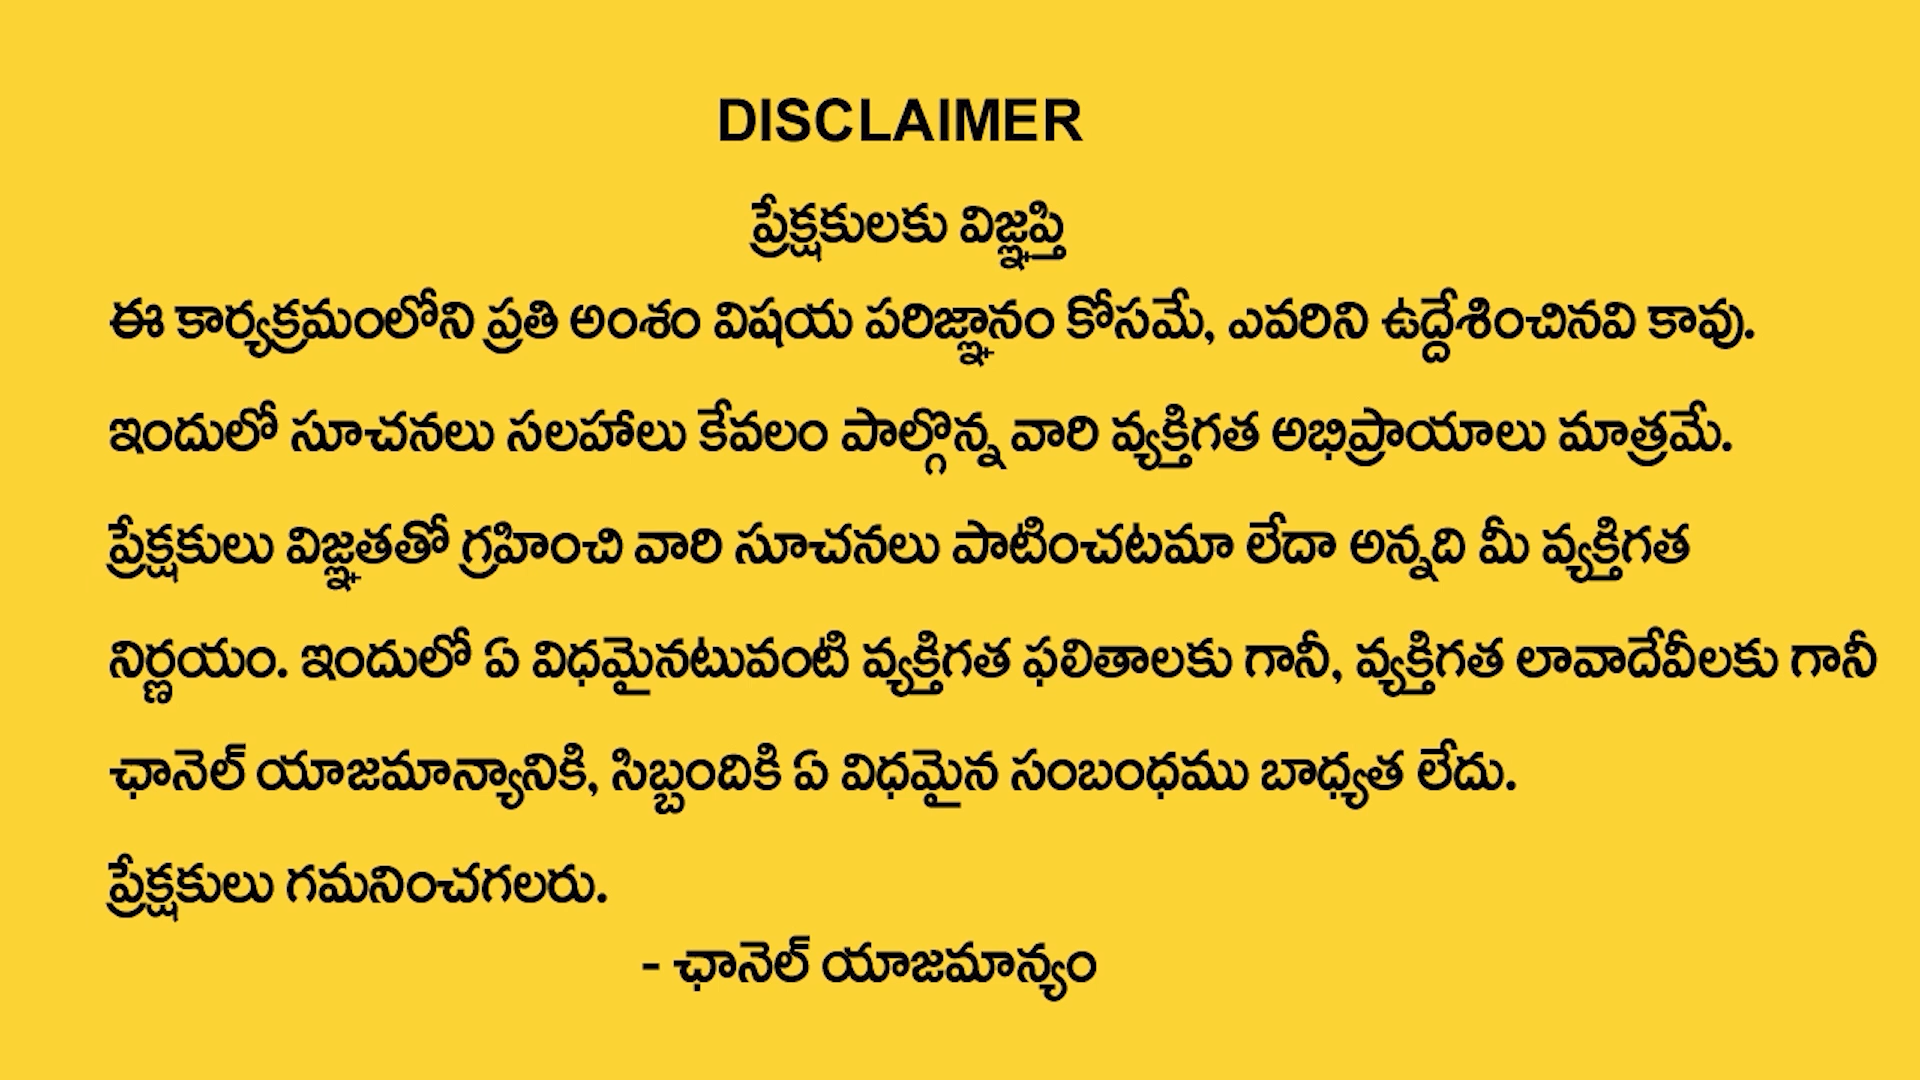 DISCLAIMER
ప్రేక్షకులకు విజ్ఞప్తి
ఈ కార్యక్రమంలోని ప్రతి అంశం విషయ పరిజ్ఞానం కోసమే, ఎవరిని ఉద్దేశించినవి కావు.
ఇందులో సూచనలు సలహాలు కేవలం పాల్గొన్న వారి వ్యక్తిగత అభిప్రాయాలు మాత్రమే.
ప్రేక్షకులు విజ్ఞతతో గ్రహించి వారి సూచనలు పాటించటమా లేదా అన్నది మీ వ్యక్తిగత
నిర్ణయం. ఇందులో ఏ విధమైనటువంటి వ్యక్తిగత ఫలితాలకు గానీ, వ్యక్తిగత లావాదేవీలకు గానీ
ఛానెల్ యాజమాన్యానికి, సిబ్బందికి ఏ విధమైన సంబంధము బాధ్యత లేదు.
ప్రేక్షకులు గమనించగలరు.
- ఛానెల్ యాజమాన్యం